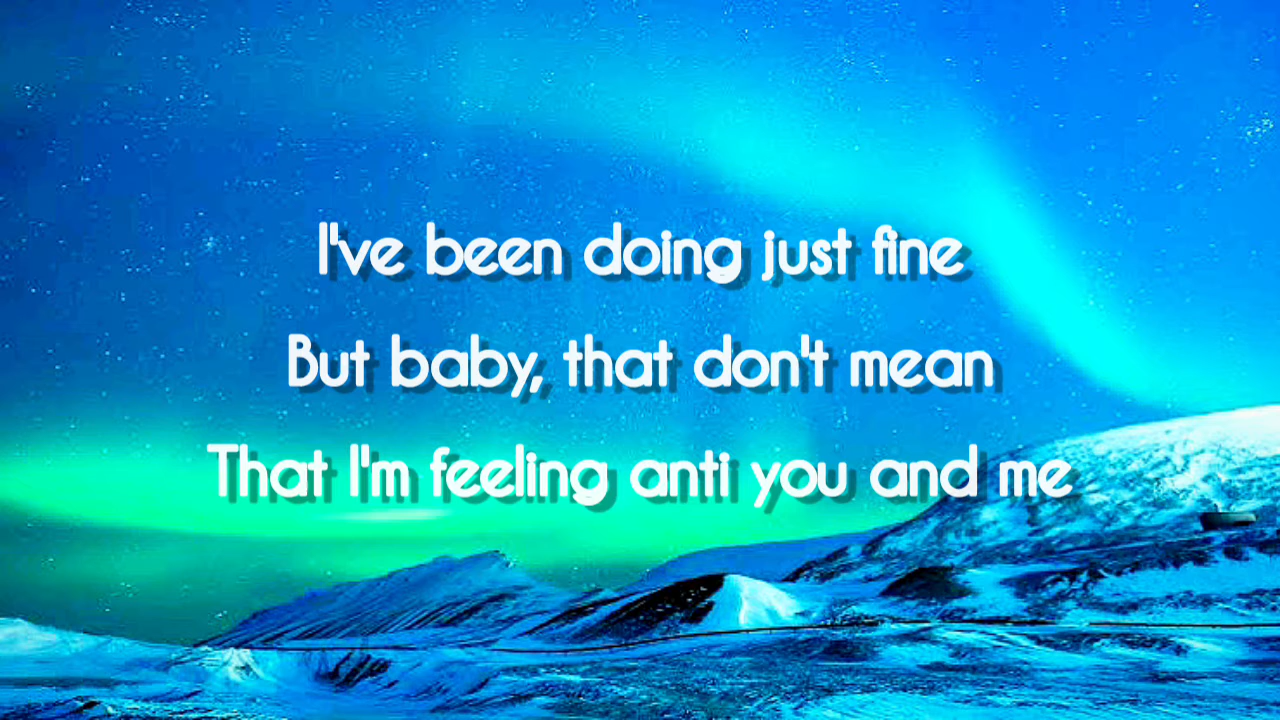 I've been doing just fine
But baby, that don't mean
That I'm feeling anti you and me